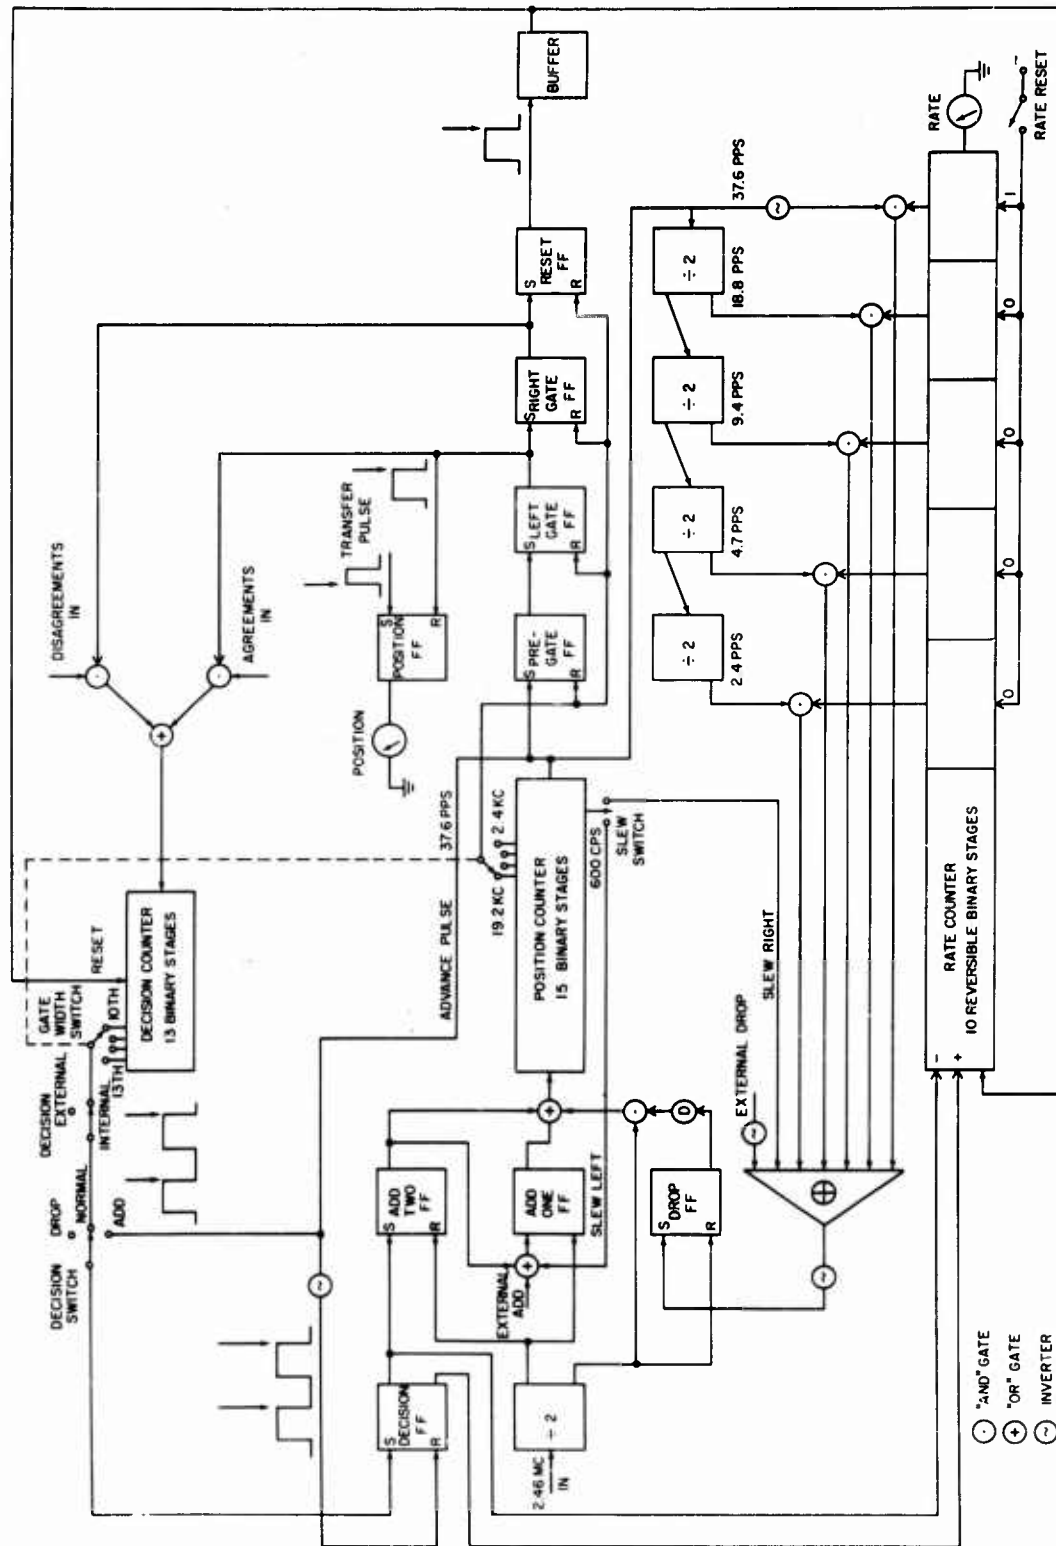 DECISION
SWITCH
DROP
NORMAL
ADD
DECISION
EXTERNAL
INTERNAL
GATE
WIDTH
SWITCH
13TH
10TH
RESET
DECISION COUNTER
13 BINARY STAGES
DISAGREEMENTS
IN
AGREEMENTS
IN
POSITION
S
POSITION
FF
R
TRANSFER
PULSE
S
DECISION
FF
R
S
ADD
TWO
FF
R
ADVANCE PULSE
37.6 PPS
19.2 KC
2.4 KC
2.46 MC
IN
÷ 2
EXTERNAL
ADD
ADD
ONE
FF
SLEW LEFT
POSITION COUNTER
15 BINARY STAGES
600 CPS
SLEW
SWITCH
S
PRE-
GATE
FF
R
S
LEFT
GATE
FF
R
S
RIGHT
GATE
FF
R
S
RESET
FF
R
BUFFER
S
DROP
FF
R
D
EXTERNAL DROP
SLEW RIGHT
÷ 2
2.4 PPS
÷ 2
4.7 PPS
÷ 2
9.4 PPS
÷ 2
18.8 PPS
37.6 PPS
-
+
RATE COUNTER
10 REVERSIBLE BINARY STAGES
0
0
0
0
1
RATE
RATE RESET
"AND" GATE
"OR" GATE
INVERTER